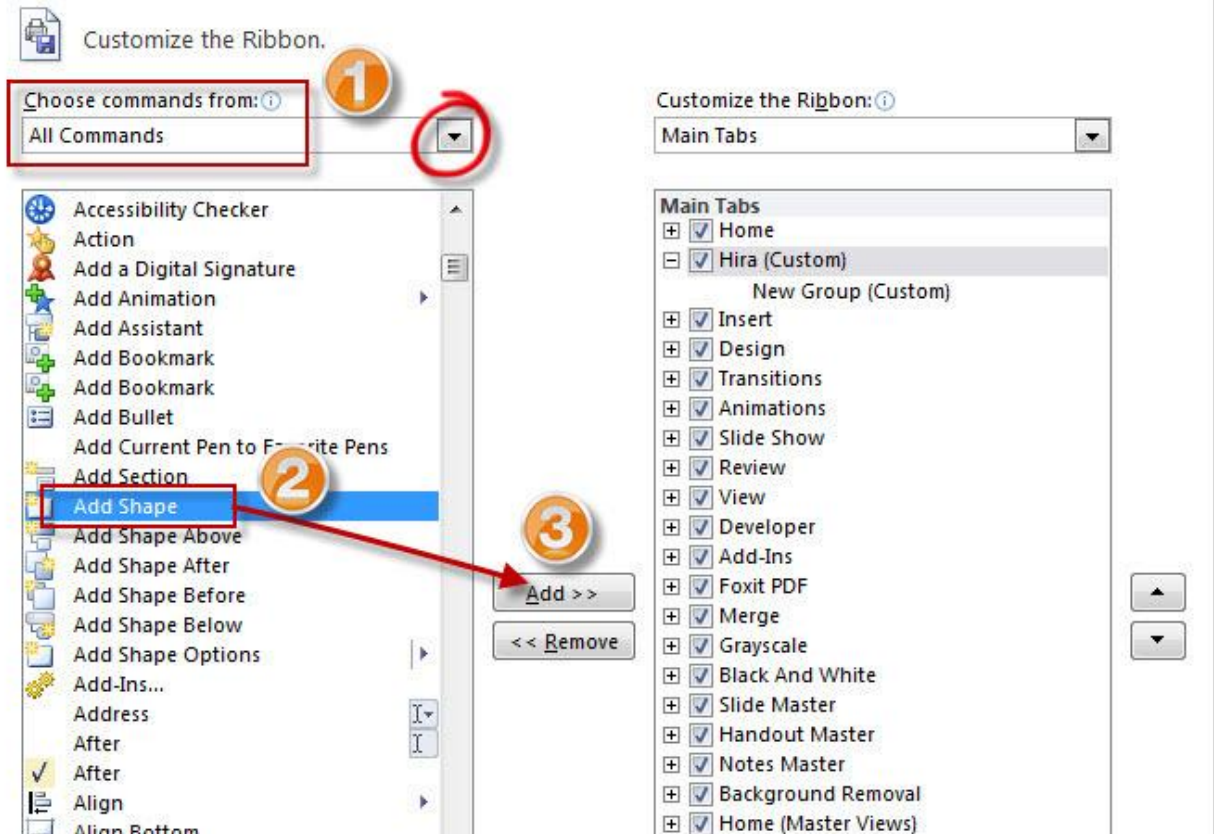 Customize the Ribbon.
1
Choose commands from:
All Commands
Accessibility Checker
Action
Add a Digital Signature
Add Animation
Add Assistant
Add Bookmark
Add Bookmark
Add Bullet
Add Current Pen to Favorite Pens
Add Section
2
Add Shape
Add Shape Above
Add Shape After
Add Shape Before
Add Shape Below
Add Shape Options
Add-Ins...
Address
After
After
Align
Align Bottom
3
Add >>
<< Remove
Customize the Ribbon:
Main Tabs
Main Tabs
Home
Hira (Custom)
New Group (Custom)
Insert
Design
Transitions
Animations
Slide Show
Review
View
Developer
Add-Ins
Foxit PDF
Merge
Grayscale
Black And White
Slide Master
Handout Master
Notes Master
Background Removal
Home (Master Views)